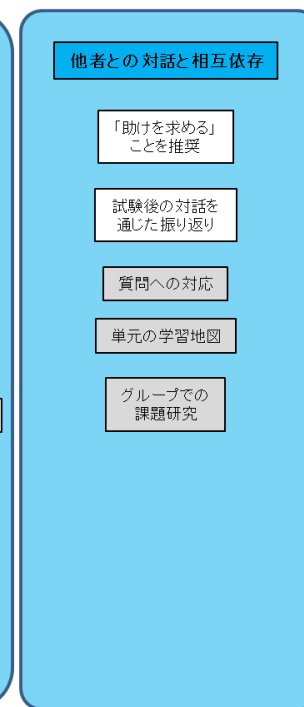 他者との対話と相互依存
「助けを求める」
ことを推奨
試験後の対話を
通じた振り返り
質問への対応
単元の学習地図
グループでの
課題研究